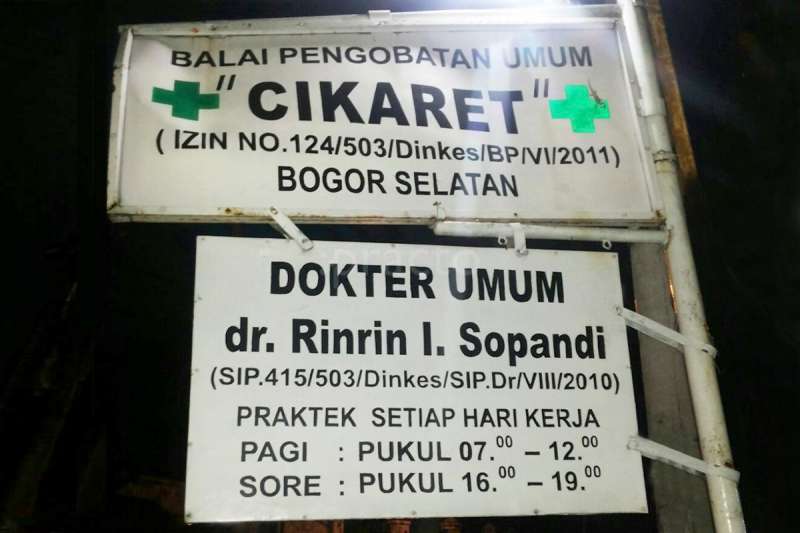 BALAI PENGOBATAN UMUM
"CIKARET"
( IZIN NO.124/503/Dinkes/BP/VI/2011)
BOGOR SELATAN
DOKTER UMUM
dr. Rinrin I. Sopandi
(SIP.415/503/Dinkes/SIP.Dr/VIII/2010)
PRAKTEK SETIAP HARI KERJA
PAGI : PUKUL 07.00 – 12.00
SORE : PUKUL 16.00 – 19.00